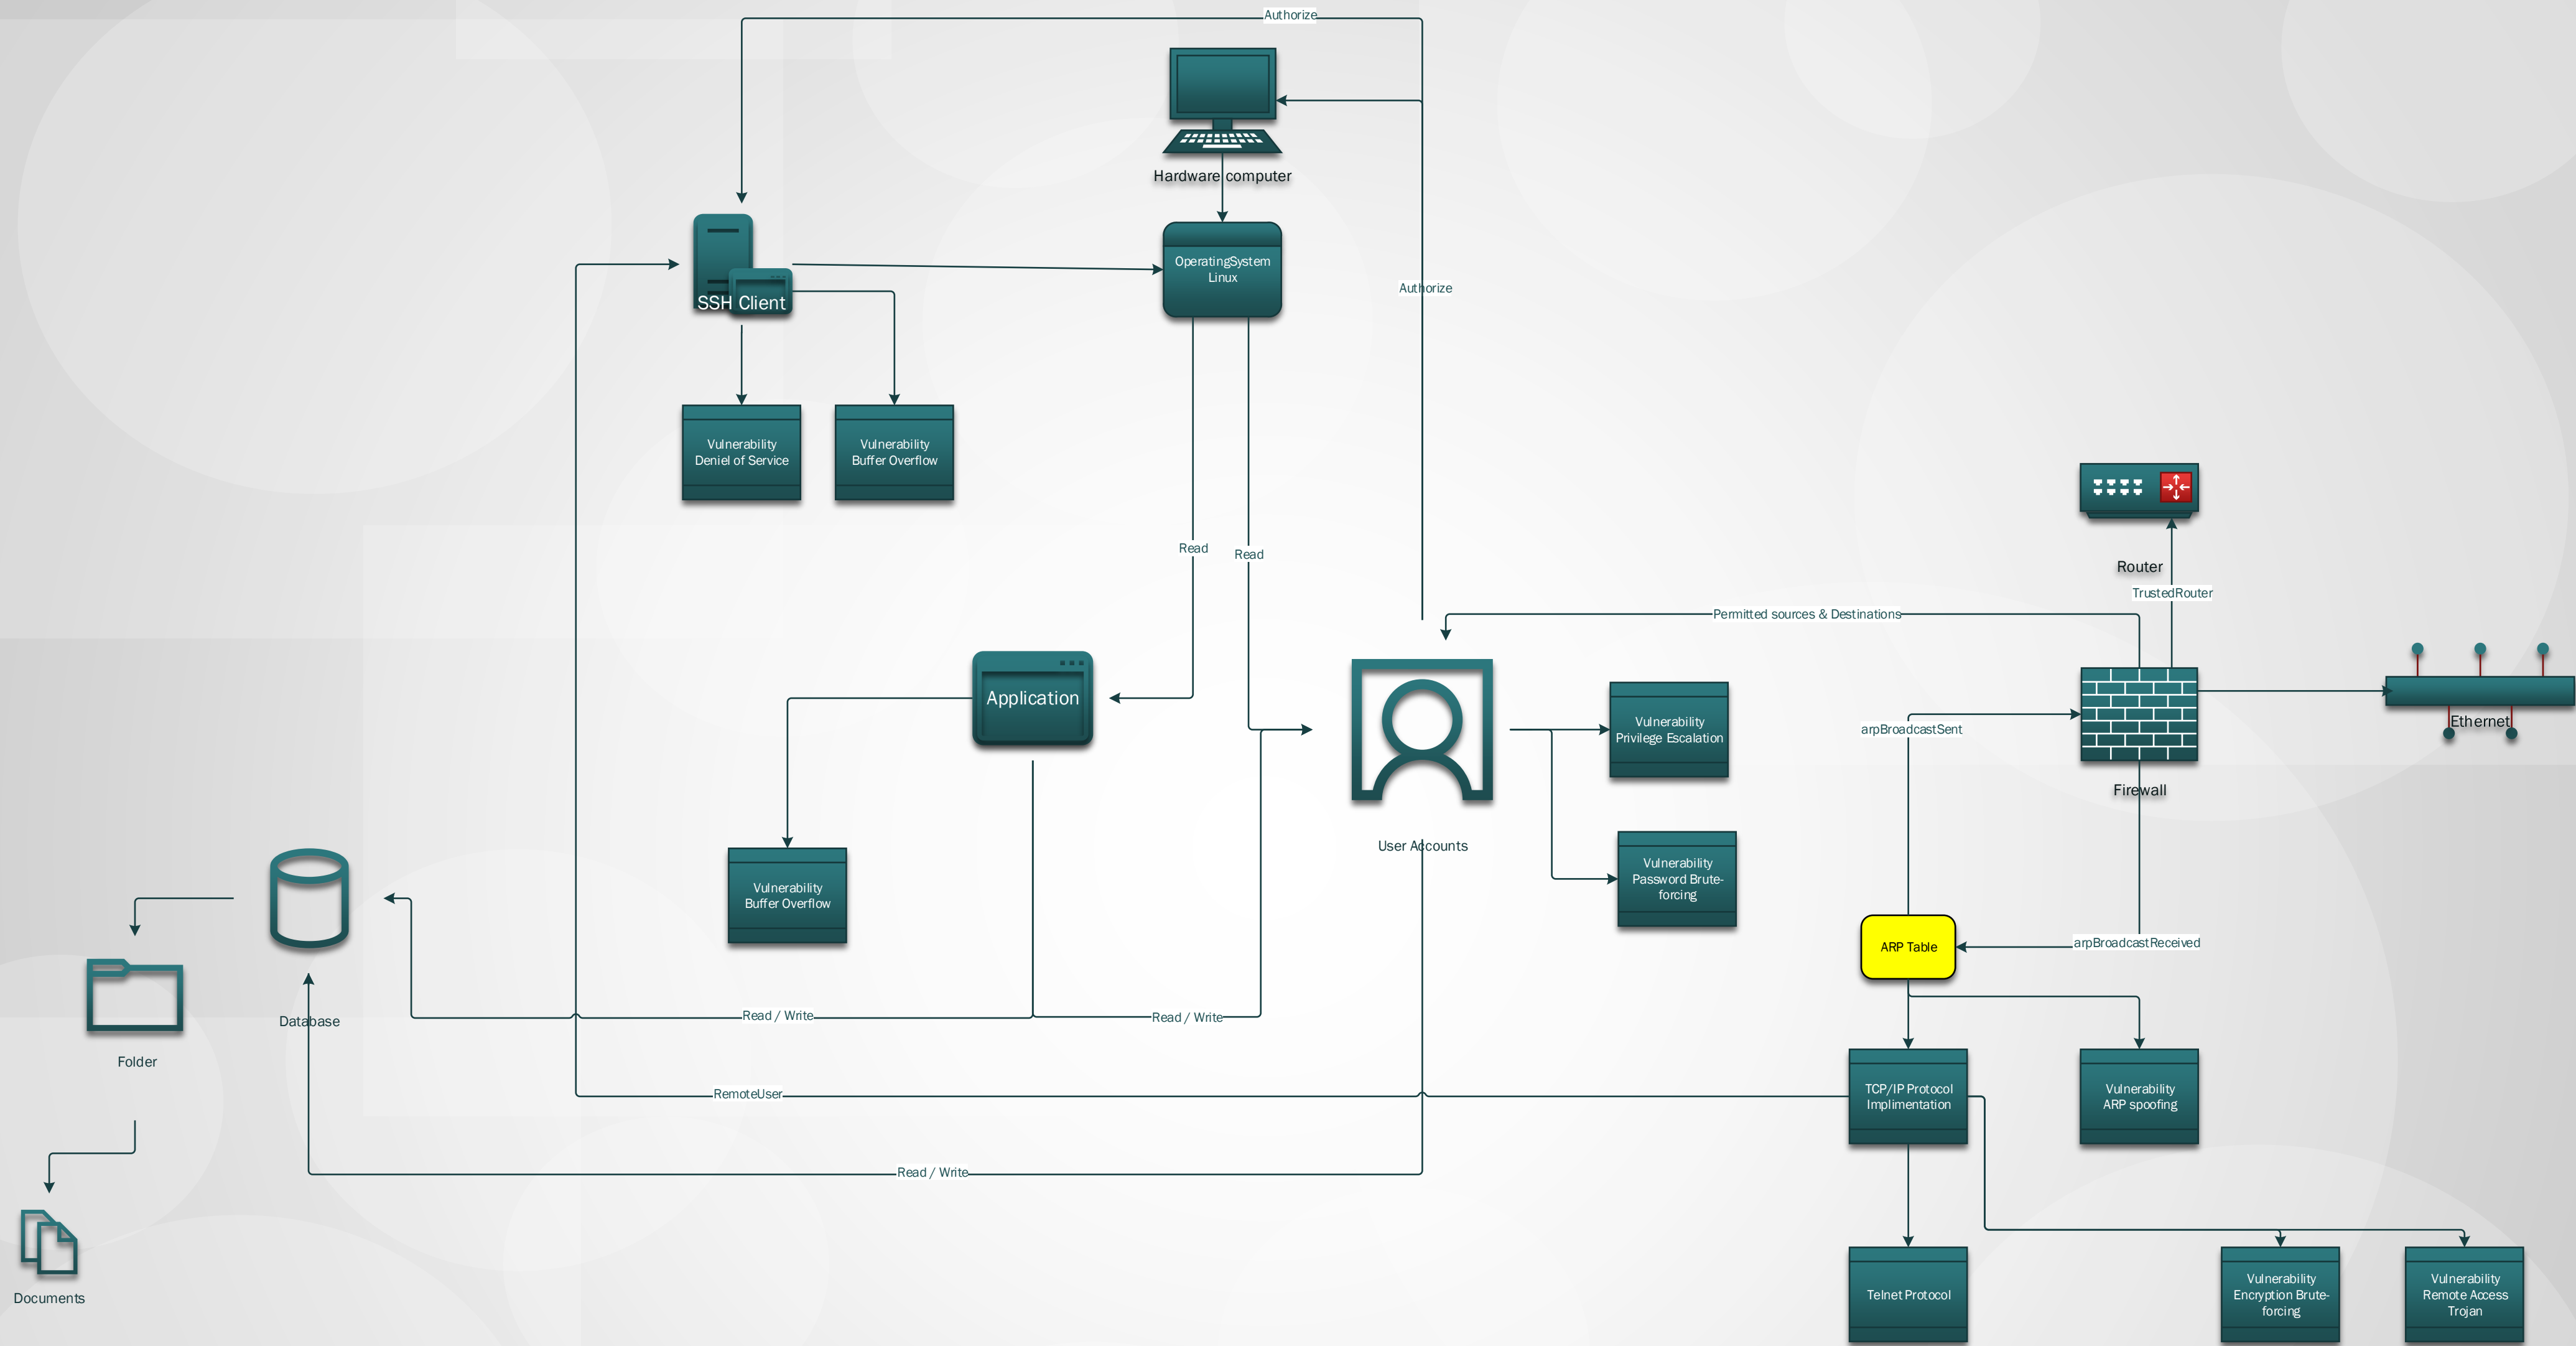 Authorize
Hardware computer
OperatingSystem
Linux
Authorize
SSH Client
Vulnerability
Deniel of Service
Vulnerability
Buffer Overflow
Read
Read
Router
TrustedRouter
Permitted sources & Destinations
Application
Vulnerability
Privilege Escalation
arpBroadcastSent
Ethernet
Firewall
User Accounts
Vulnerability
Password Brute-
forcing
Vulnerability
Buffer Overflow
ARP Table
arpBroadcastReceived
Database
Read / Write
Read / Write
Folder
RemoteUser
TCP/IP Protocol
Implimentation
Vulnerability
ARP spoofing
Read / Write
Documents
Telnet Protocol
Vulnerability
Encryption Brute-
forcing
Vulnerability
Remote Access
Trojan